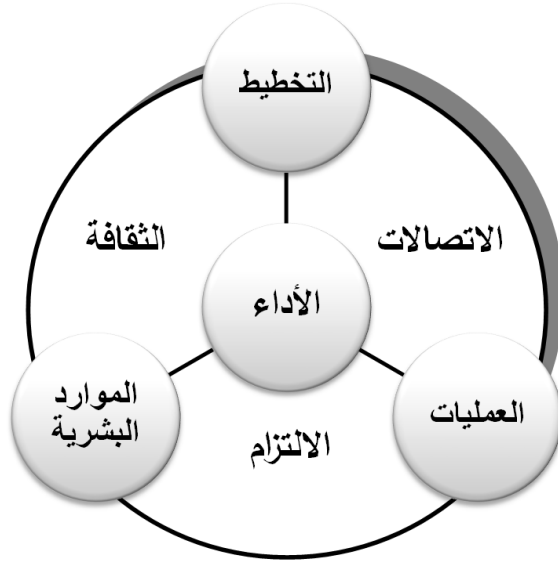 التخطيط
الاتصالات
الثقافة
الأداء
الموارد
البشرية
العمليات
الالتزام